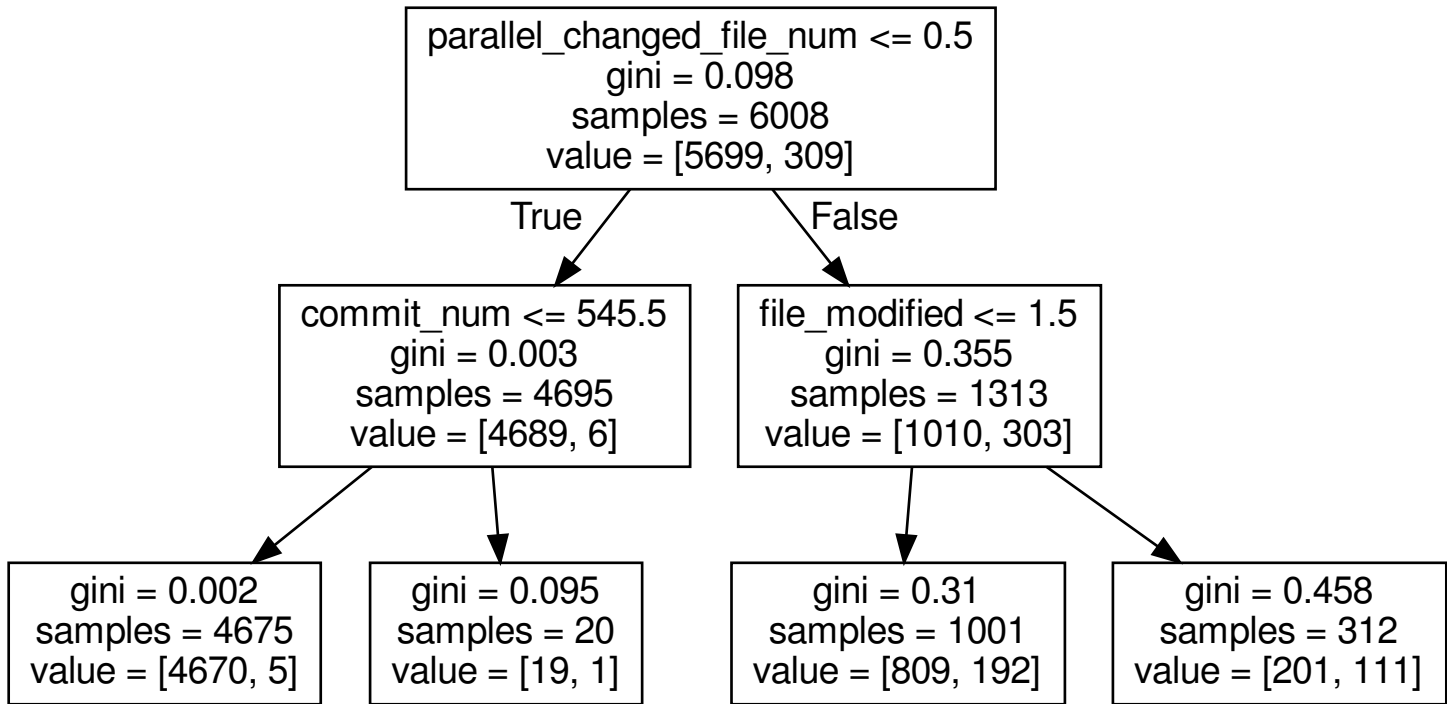 parallel_changed_file_num <= 0.5
gini = 0.098
samples = 6008
value = [5699, 309]
True
False
commit_num <= 545.5
gini = 0.003
samples = 4695
value = [4689, 6]
file_modified <= 1.5
gini = 0.355
samples = 1313
value = [1010, 303]
gini = 0.002
samples = 4675
value = [4670, 5]
gini = 0.095
samples = 20
value = [19, 1]
gini = 0.31
samples = 1001
value = [809, 192]
gini = 0.458
samples = 312
value = [201, 111]